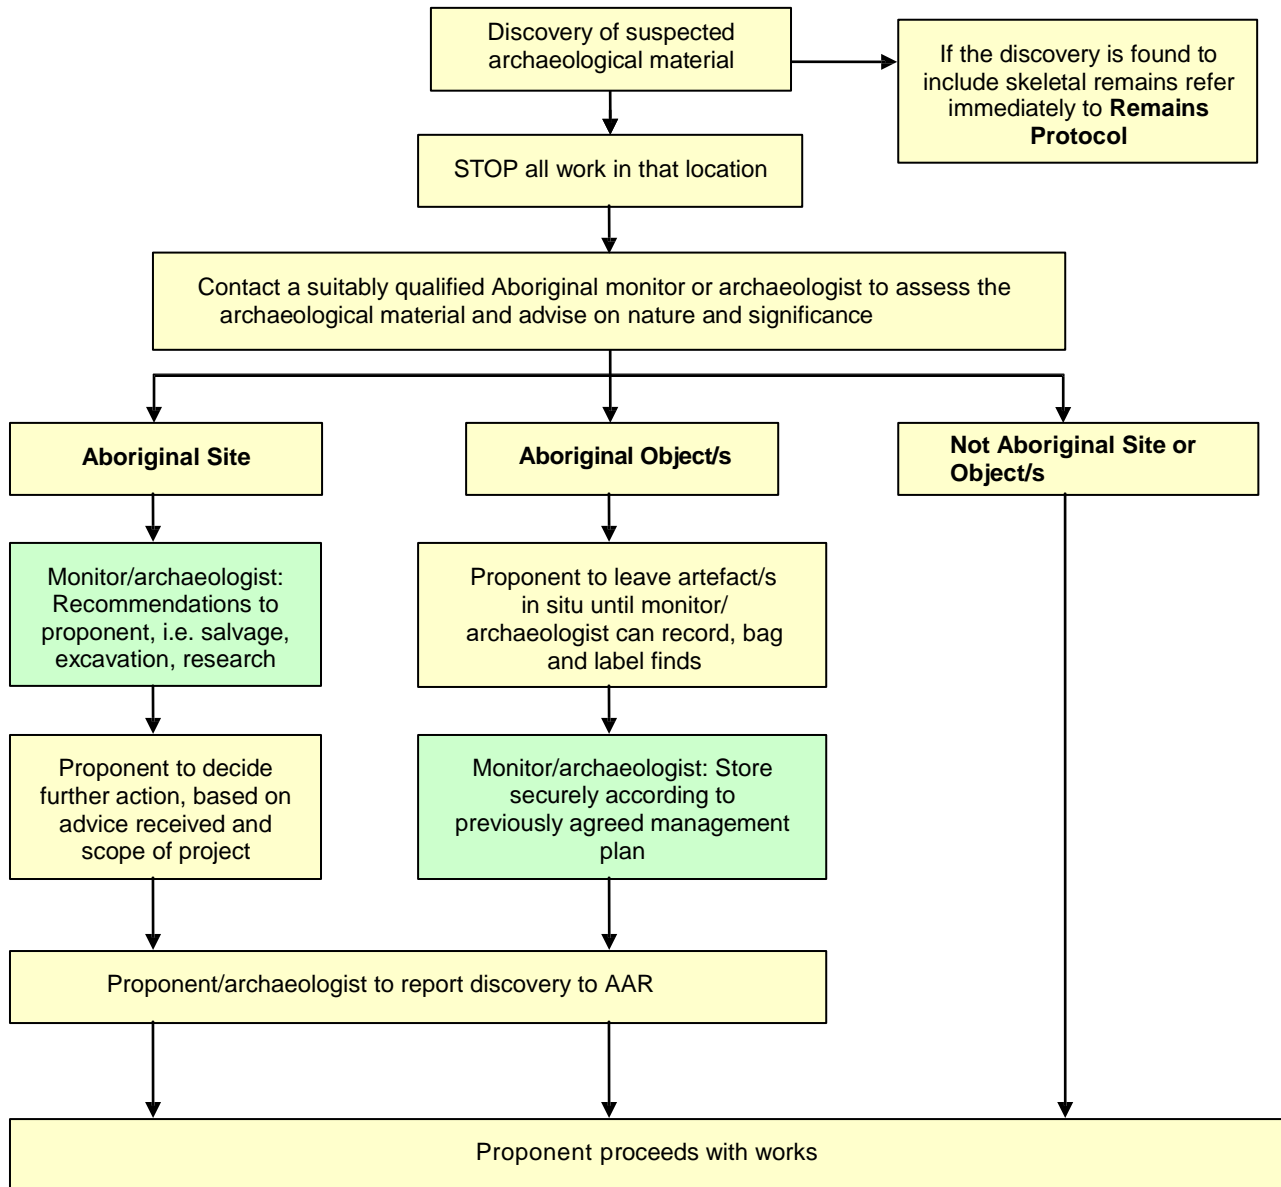 Discovery of suspected
archaeological material
If the discovery is found to
include skeletal remains refer
immediately to Remains
Protocol
STOP all work in that location
Contact a suitably qualified Aboriginal monitor or archaeologist to assess the
archaeological material and advise on nature and significance
Aboriginal Site
Aboriginal Object/s
Not Aboriginal Site or
Object/s
Monitor/archaeologist:
Recommendations to
proponent, i.e. salvage,
excavation, research
Proponent to leave artefact/s
in situ until monitor/
archaeologist can record, bag
and label finds
Proponent to decide
further action, based on
advice received and
scope of project
Monitor/archaeologist: Store
securely according to
previously agreed management
plan
Proponent/archaeologist to report discovery to AAR
Proponent proceeds with works